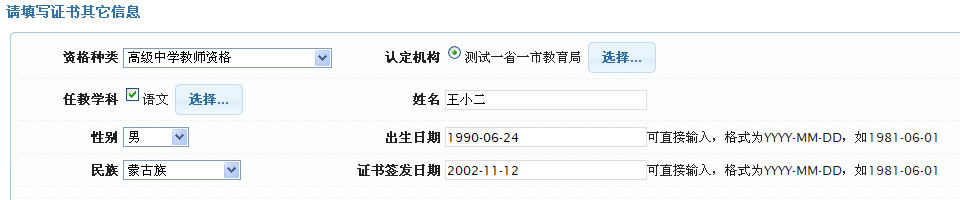 请填写证书其它信息
资格种类 高级中学教师资格 认定机构 测试一省一市教育局 选择...
任教学科 语文 选择... 姓名 王小二
性别 男 出生日期 1990-06-24 可直接输入，格式为YYYY-MM-DD，如1981-06-01
民族 蒙古族 证书签发日期 2002-11-12 可直接输入，格式为YYYY-MM-DD，如1981-06-01